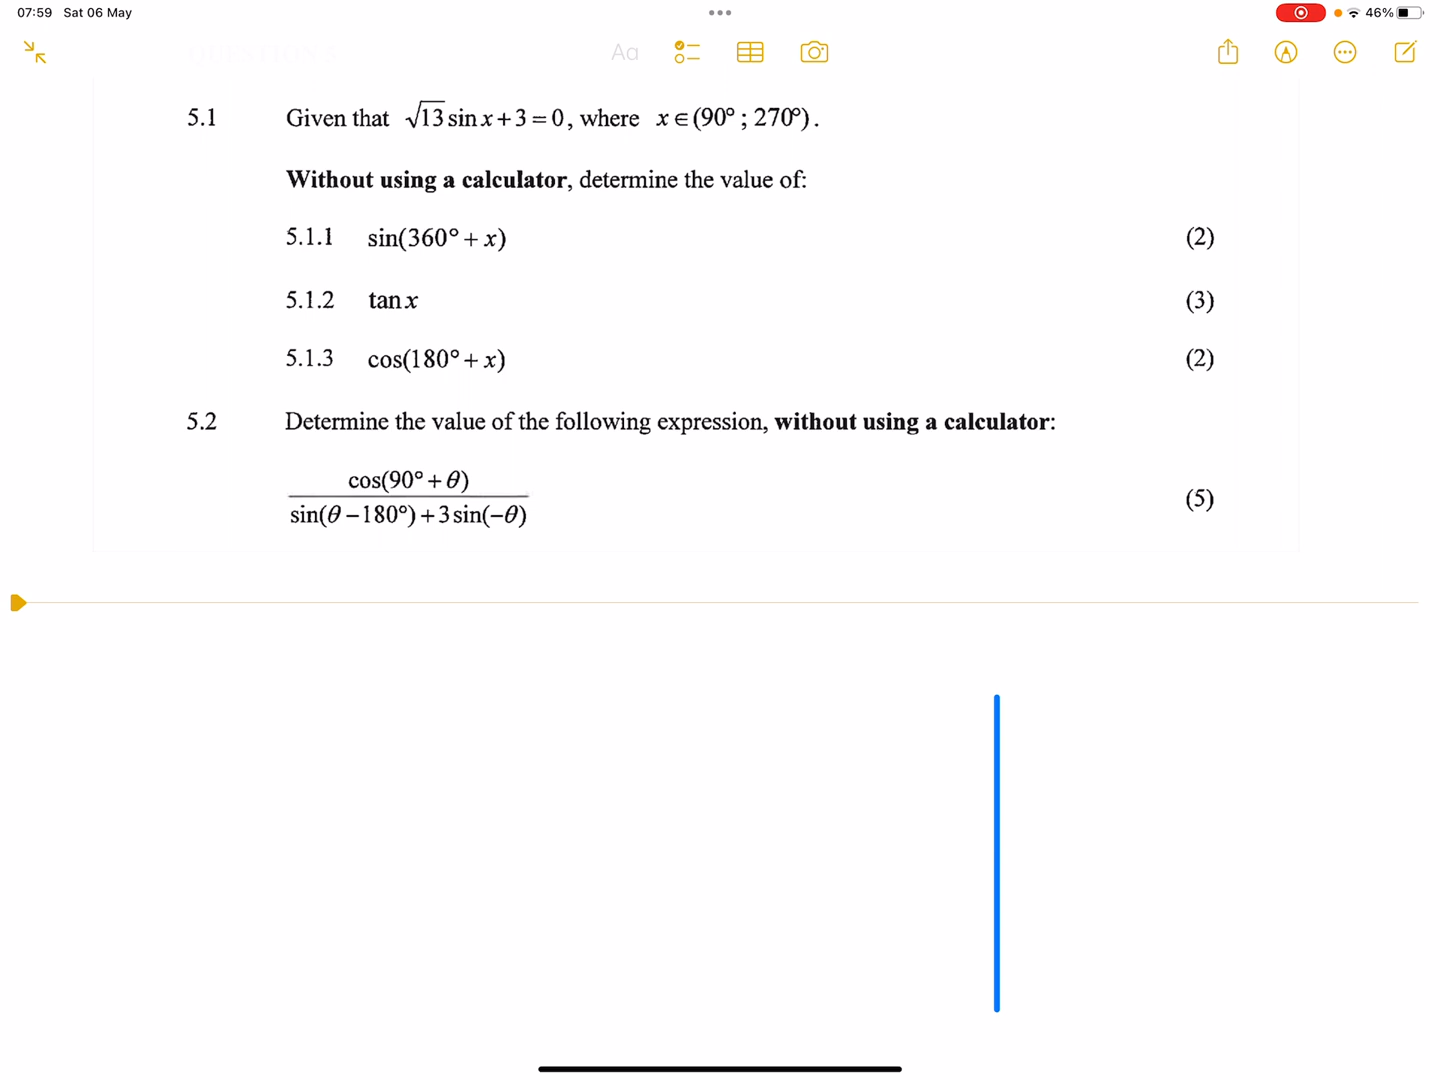 07:59 Sat 06 May
46%
Aa
5.1 Given that √13 sin x + 3 = 0, where x ∈ (90° ; 270°).
Without using a calculator, determine the value of:
5.1.1 sin(360° + x) (2)
5.1.2 tan x (3)
5.1.3 cos(180° + x) (2)
5.2 Determine the value of the following expression, without using a calculator:
cos(90° + θ)
sin(θ − 180°) + 3 sin(−θ) (5)